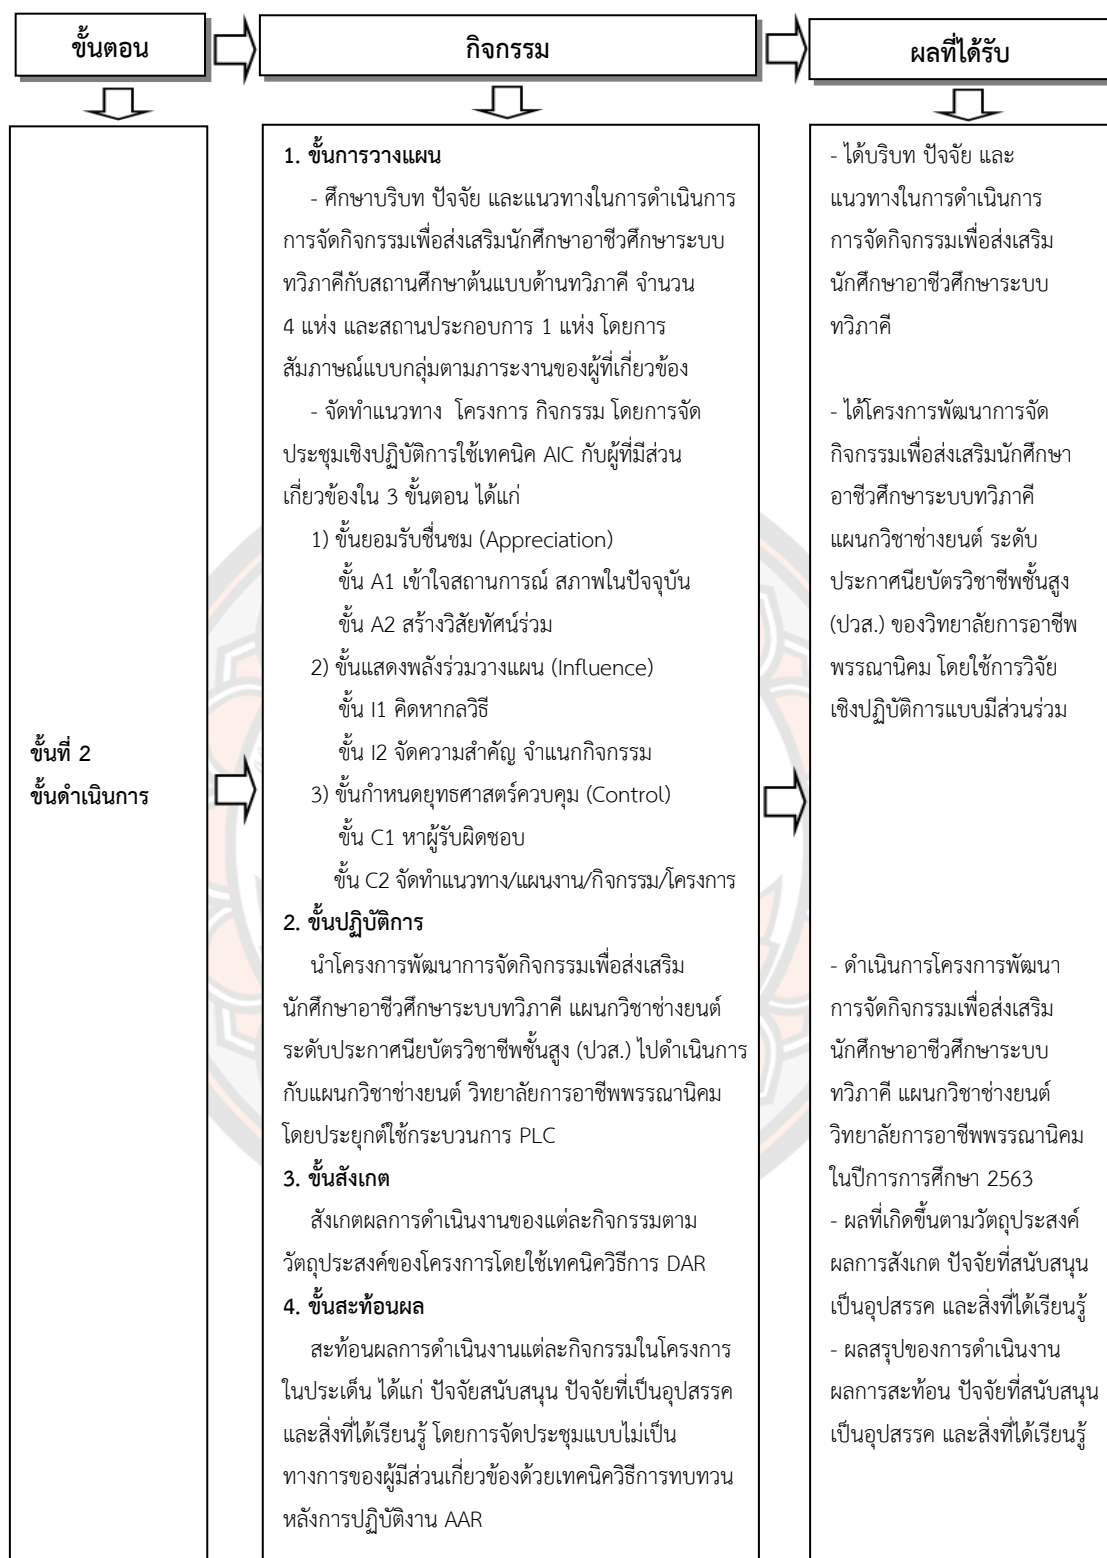 ขั้นตอน
กิจกรรม
ผลที่ได้รับ
ขั้นที่ 2
ขั้นดำเนินการ
1. ขั้นการวางแผน
- ศึกษาบริบท ปัจจัย และแนวทางในการดำเนินการ
การจัดกิจกรรมเพื่อส่งเสริมนักศึกษาอาชีวศึกษาระบบ
ทวิภาคีกับสถานศึกษาต้นแบบด้านทวิภาคี จำนวน
4 แห่ง และสถานประกอบการ 1 แห่ง โดยการ
สัมภาษณ์แบบกลุ่มตามภาระงานของผู้ที่เกี่ยวข้อง
- จัดทำแนวทาง โครงการ กิจกรรม โดยการจัด
ประชุมเชิงปฏิบัติการใช้เทคนิค AIC กับผู้ที่มีส่วน
เกี่ยวข้องใน 3 ขั้นตอน ได้แก่
1) ขั้นยอมรับชื่นชม (Appreciation)
ขั้น A1 เข้าใจสถานการณ์ สภาพในปัจจุบัน
ขั้น A2 สร้างวิสัยทัศน์ร่วม
2) ขั้นแสดงพลังร่วมวางแผน (Influence)
ขั้น I1 คิดหากลวิธี
ขั้น I2 จัดความสำคัญ จำแนกกิจกรรม
3) ขั้นกำหนดยุทธศาสตร์ควบคุม (Control)
ขั้น C1 หาผู้รับผิดชอบ
ขั้น C2 จัดทำแนวทาง/แผนงาน/กิจกรรม/โครงการ
2. ขั้นปฏิบัติการ
นำโครงการพัฒนาการจัดกิจกรรมเพื่อส่งเสริม
นักศึกษาอาชีวศึกษาระบบทวิภาคี แผนกวิชาช่างยนต์
ระดับประกาศนียบัตรวิชาชีพชั้นสูง (ปวส.) ไปดำเนินการ
กับแผนกวิชาช่างยนต์ วิทยาลัยการอาชีพพรรณานิคม
โดยประยุกต์ใช้กระบวนการ PLC
3. ขั้นสังเกต
สังเกตผลการดำเนินงานของแต่ละกิจกรรมตาม
วัตถุประสงค์ของโครงการโดยใช้เทคนิควิธีการ DAR
4. ขั้นสะท้อนผล
สะท้อนผลการดำเนินงานแต่ละกิจกรรมในโครงการ
ในประเด็น ได้แก่ ปัจจัยสนับสนุน ปัจจัยที่เป็นอุปสรรค
และสิ่งที่ได้เรียนรู้ โดยการจัดประชุมแบบไม่เป็น
ทางการของผู้มีส่วนเกี่ยวข้องด้วยเทคนิควิธีการทบทวน
หลังการปฏิบัติงาน AAR
- ได้บริบท ปัจจัย และ
แนวทางในการดำเนินการ
การจัดกิจกรรมเพื่อส่งเสริม
นักศึกษาอาชีวศึกษาระบบ
ทวิภาคี
- ได้โครงการพัฒนาการจัด
กิจกรรมเพื่อส่งเสริมนักศึกษา
อาชีวศึกษาระบบทวิภาคี
แผนกวิชาช่างยนต์ ระดับ
ประกาศนียบัตรวิชาชีพชั้นสูง
(ปวส.) ของวิทยาลัยการอาชีพ
พรรณานิคม โดยใช้การวิจัย
เชิงปฏิบัติการแบบมีส่วนร่วม
- ดำเนินการโครงการพัฒนา
การจัดกิจกรรมเพื่อส่งเสริม
นักศึกษาอาชีวศึกษาระบบ
ทวิภาคี แผนกวิชาช่างยนต์
วิทยาลัยการอาชีพพรรณานิคม
ในปีการการศึกษา 2563
- ผลที่เกิดขึ้นตามวัตถุประสงค์
ผลการสังเกต ปัจจัยที่สนับสนุน
เป็นอุปสรรค และสิ่งที่ได้เรียนรู้
- ผลสรุปของการดำเนินงาน
ผลการสะท้อน ปัจจัยที่สนับสนุน
เป็นอุปสรรค และสิ่งที่ได้เรียนรู้